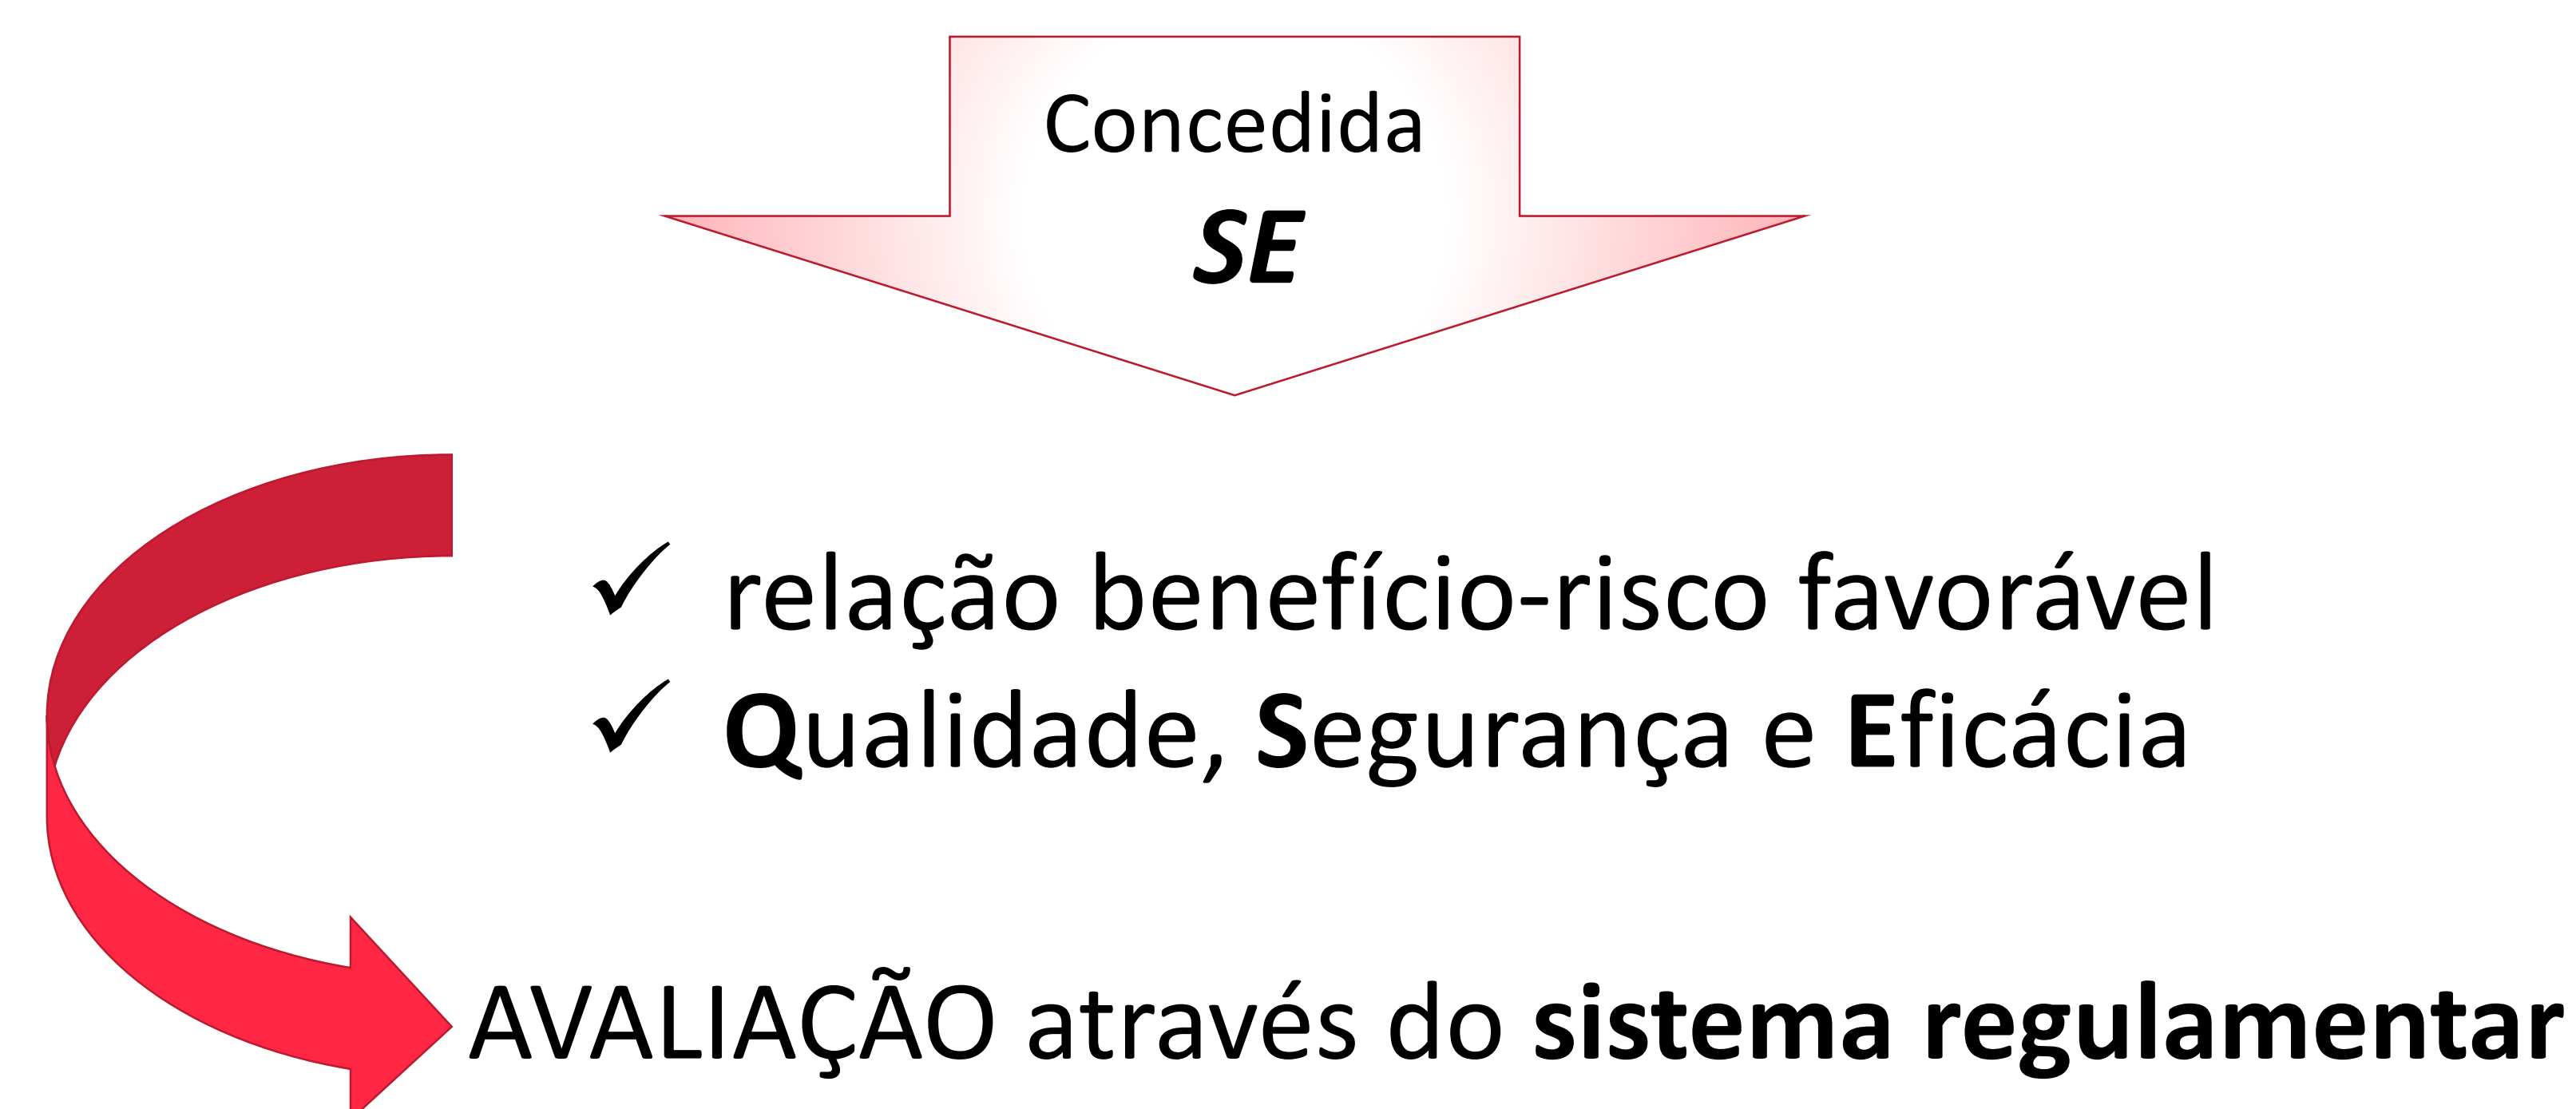 Concedida
SE
✓ relação benefício-risco favorável
✓ Qualidade, Segurança e Eficácia
AVALIAÇÃO através do sistema regulamentar